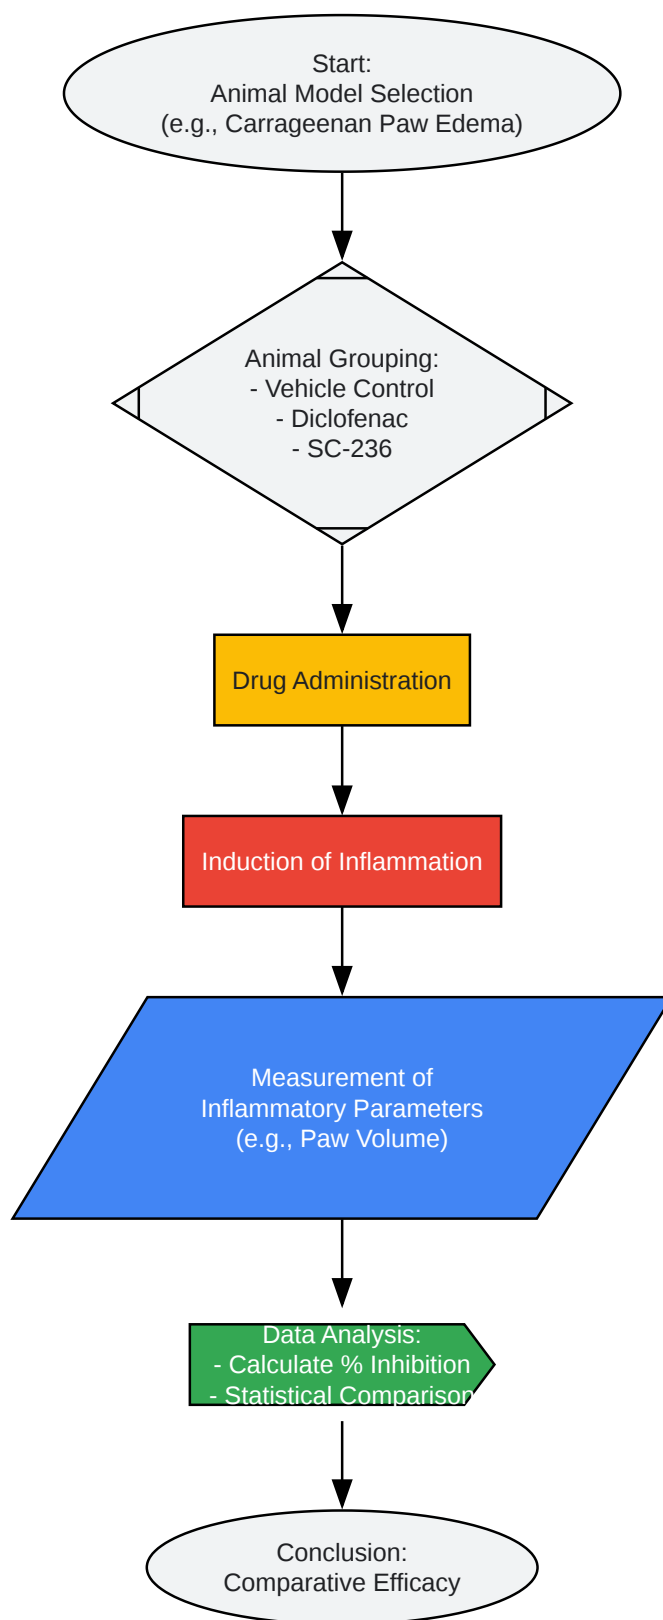 Start:
Animal Model Selection
(e.g., Carrageenan Paw Edema)
Animal Grouping:
- Vehicle Control
- Diclofenac
- SC-236
Drug Administration
Induction of Inflammation
Measurement of
Inflammatory Parameters
(e.g., Paw Volume)
Data Analysis:
- Calculate % Inhibition
- Statistical Comparison
Conclusion:
Comparative Efficacy